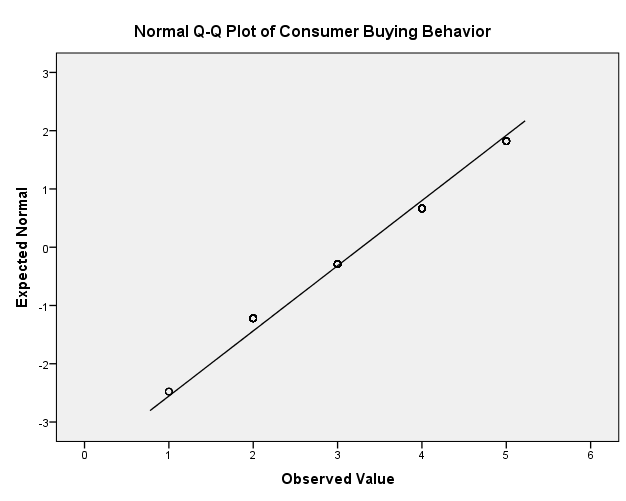 Normal Q-Q Plot of Consumer Buying Behavior
3
2
1
0
-1
-2
-3
Expected Normal
0 1 2 3 4 5 6
Observed Value